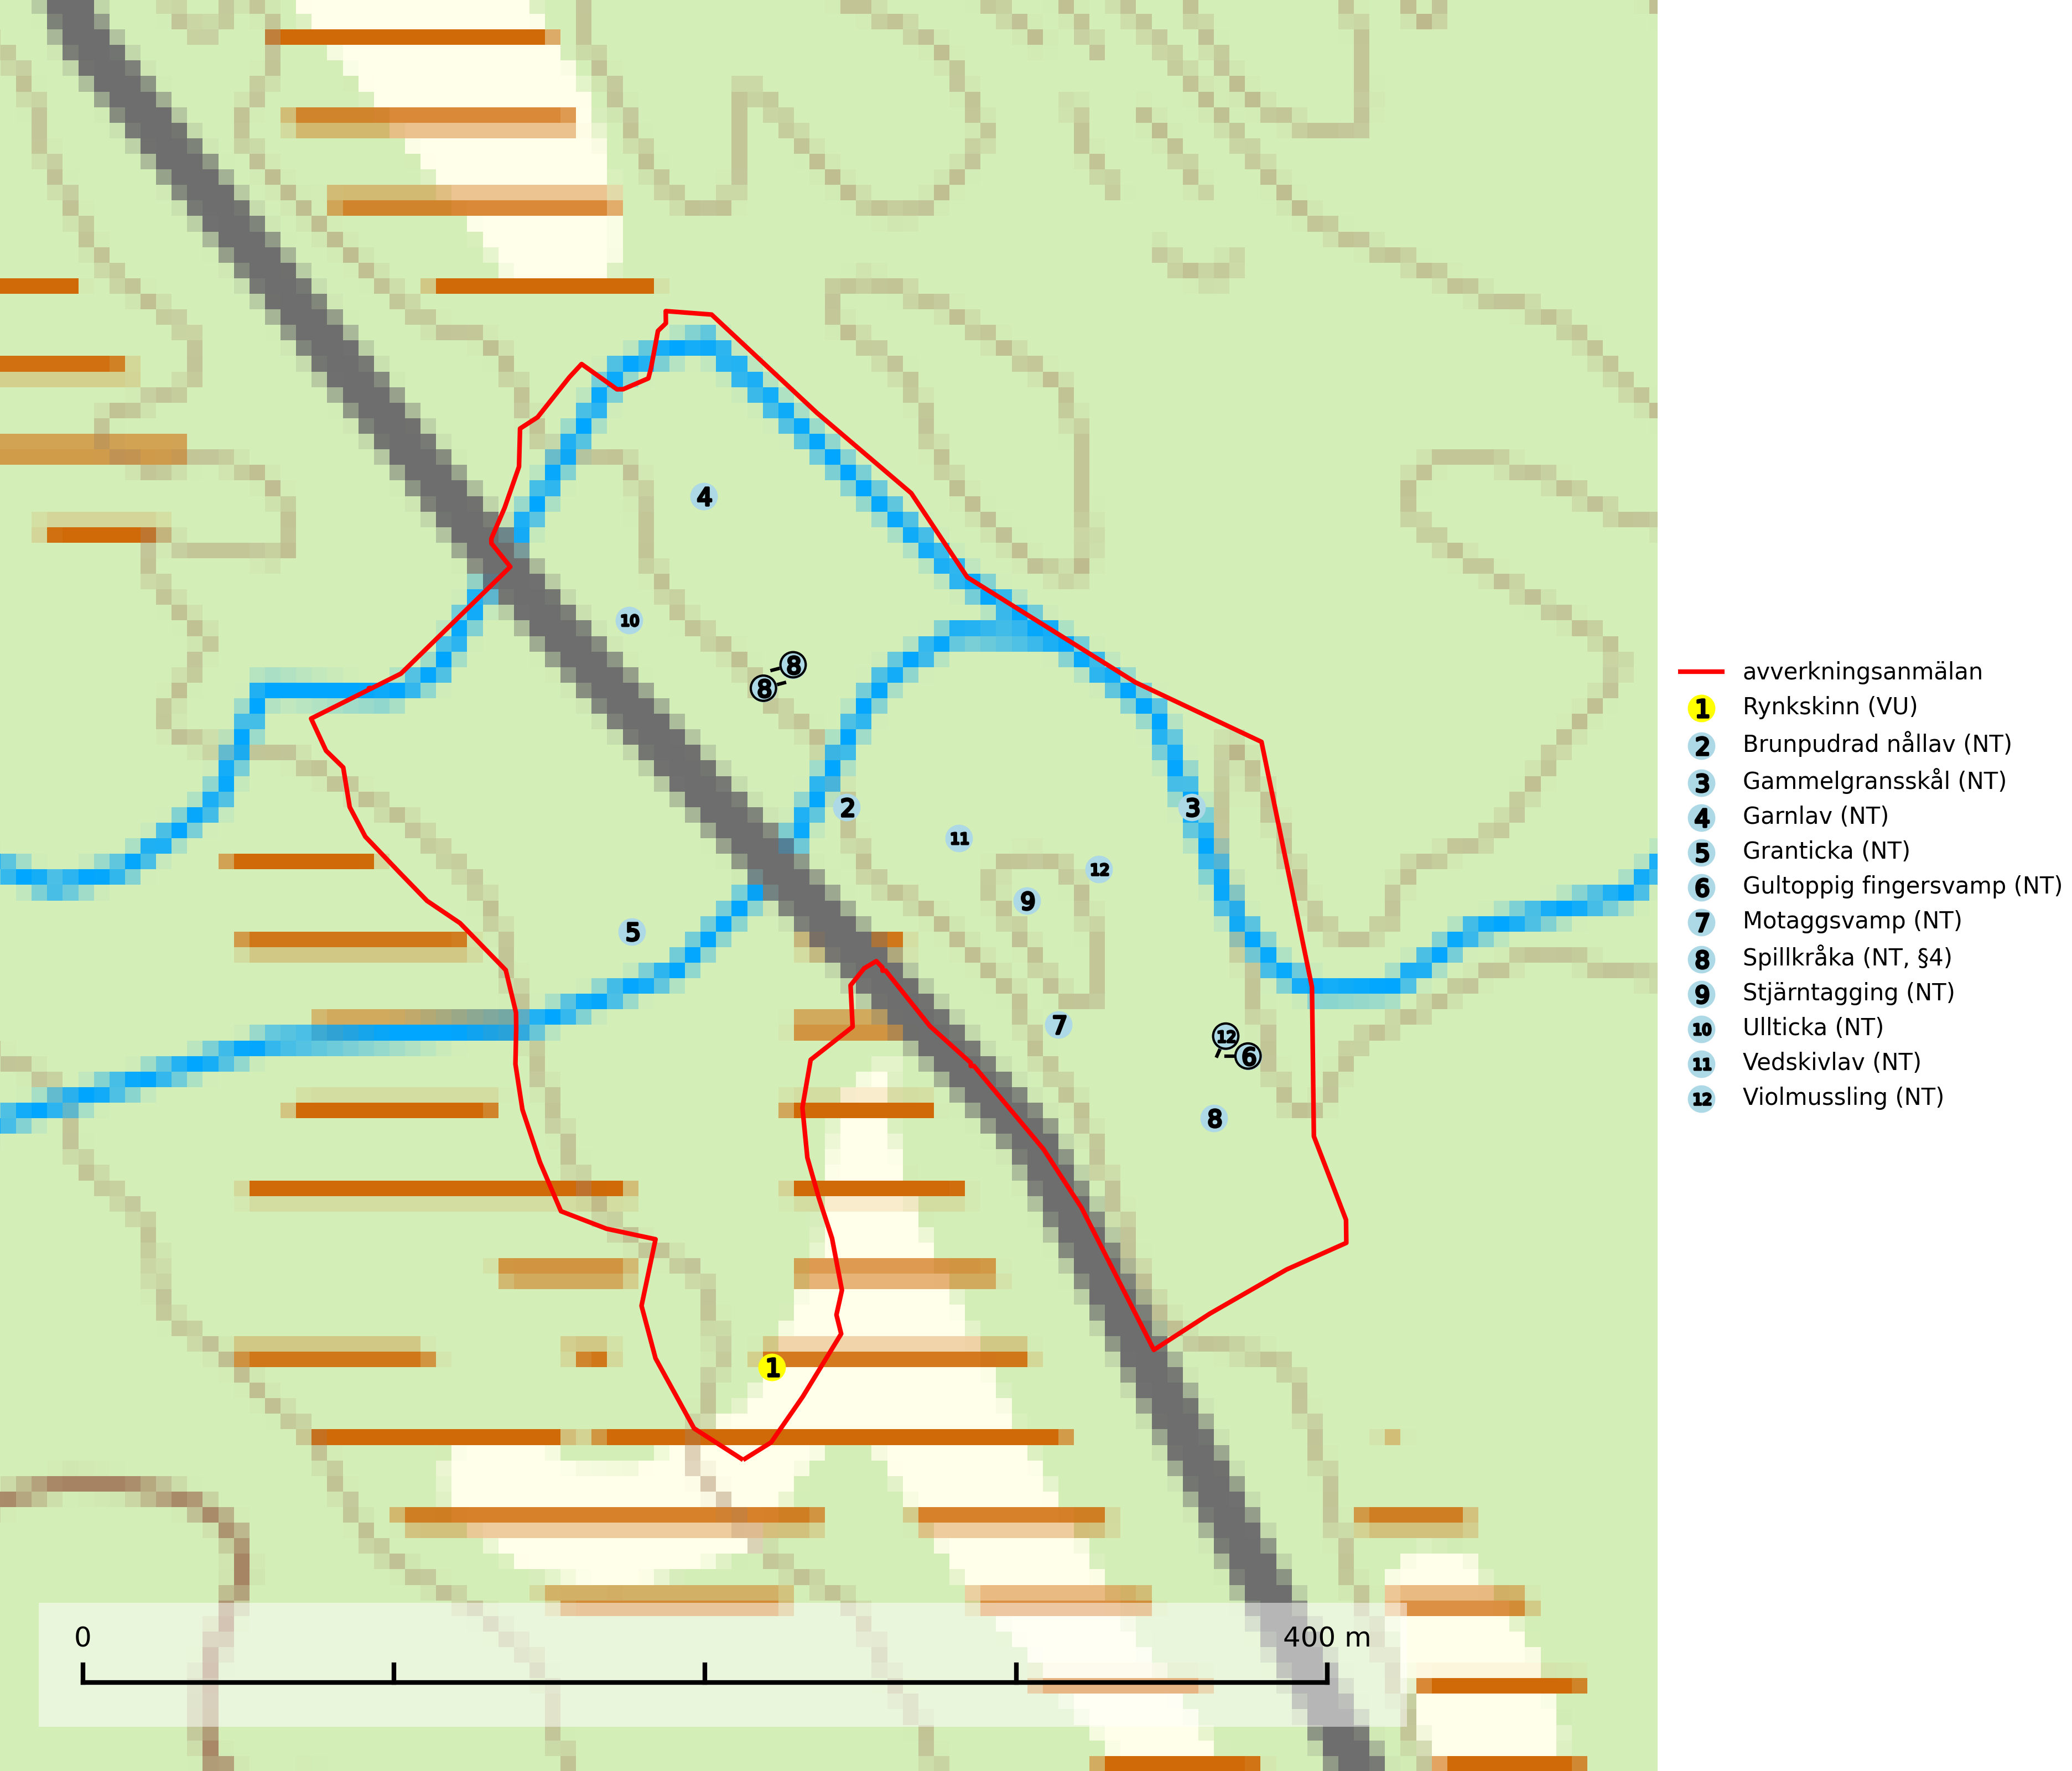 4
10
8
8
2
3
11
12
9
5
7
12
6
8
1
0
400 m
avverkningsanmälan
1 Rynkskinn (VU)
2 Brunpudrad nållav (NT)
3 Gammelgransskål (NT)
4 Garnlav (NT)
5 Granticka (NT)
6 Gultoppig fingersvamp (NT)
7 Motaggsvamp (NT)
8 Spillkråka (NT, §4)
9 Stjärntagging (NT)
10 Ullticka (NT)
11 Vedskivlav (NT)
12 Violmussling (NT)